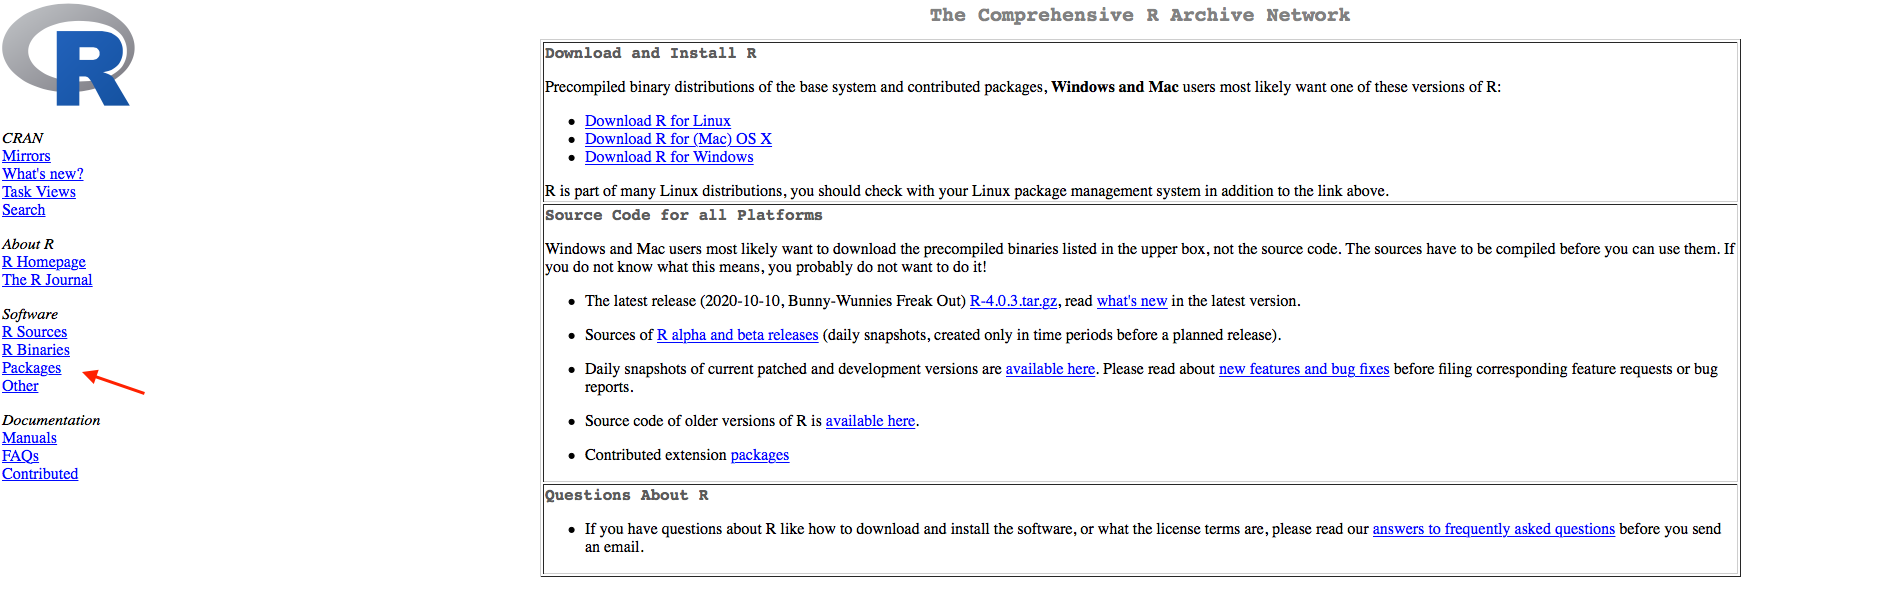 R
CRAN
Mirrors
What's new?
Task Views
Search
About R
R Homepage
The R Journal
Software
R Sources
R Binaries
Packages
Other
Documentation
Manuals
FAQs
Contributed
The Comprehensive R Archive Network
Download and Install R
Precompiled binary distributions of the base system and contributed packages, Windows and Mac users most likely want one of these versions of R:
• Download R for Linux
• Download R for (Mac) OS X
• Download R for Windows
R is part of many Linux distributions, you should check with your Linux package management system in addition to the link above.
Source Code for all Platforms
Windows and Mac users most likely want to download the precompiled binaries listed in the upper box, not the source code. The sources have to be compiled before you can use them. If
you do not know what this means, you probably do not want to do it!
• The latest release (2020-10-10, Bunny-Wunnies Freak Out) R-4.0.3.tar.gz, read what's new in the latest version.
• Sources of R alpha and beta releases (daily snapshots, created only in time periods before a planned release).
• Daily snapshots of current patched and development versions are available here. Please read about new features and bug fixes before filing corresponding feature requests or bug
reports.
• Source code of older versions of R is available here.
• Contributed extension packages
Questions About R
• If you have questions about R like how to download and install the software, or what the license terms are, please read our answers to frequently asked questions before you send
an email.